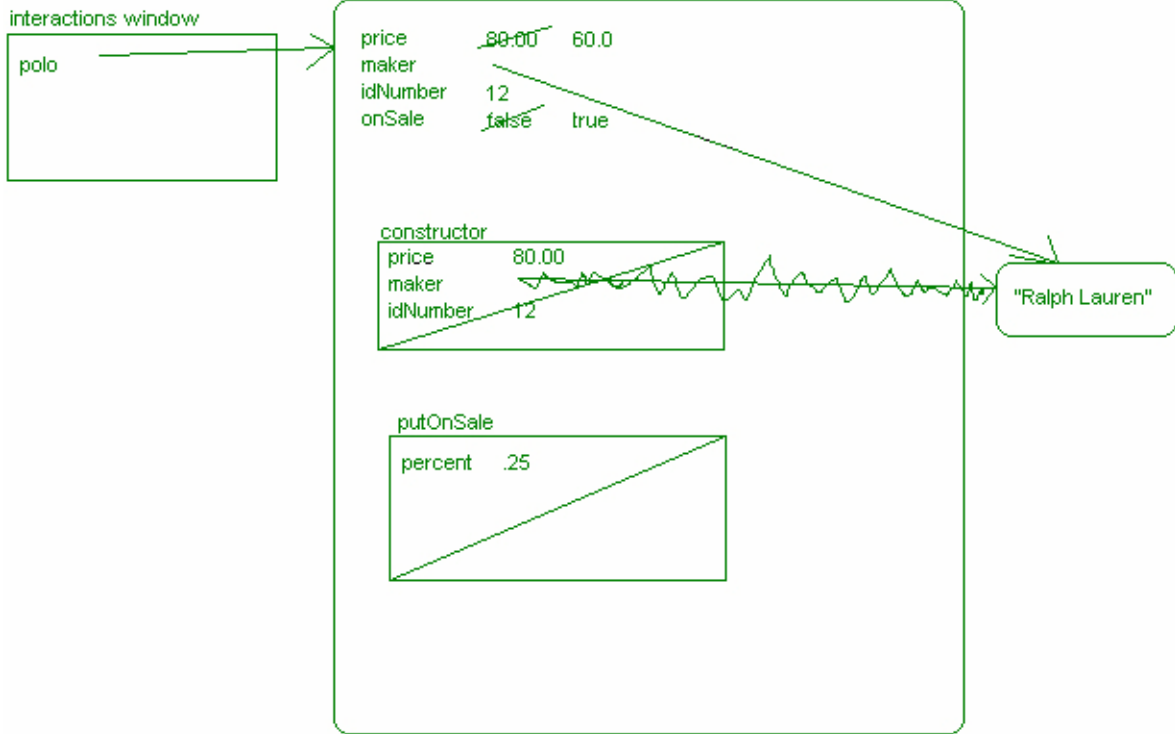 interactions window
polo
price 80.00 60.0
maker
idNumber 12
onSale false true
constructor
price 80.00
maker
idNumber 12
"Ralph Lauren"
putOnSale
percent .25